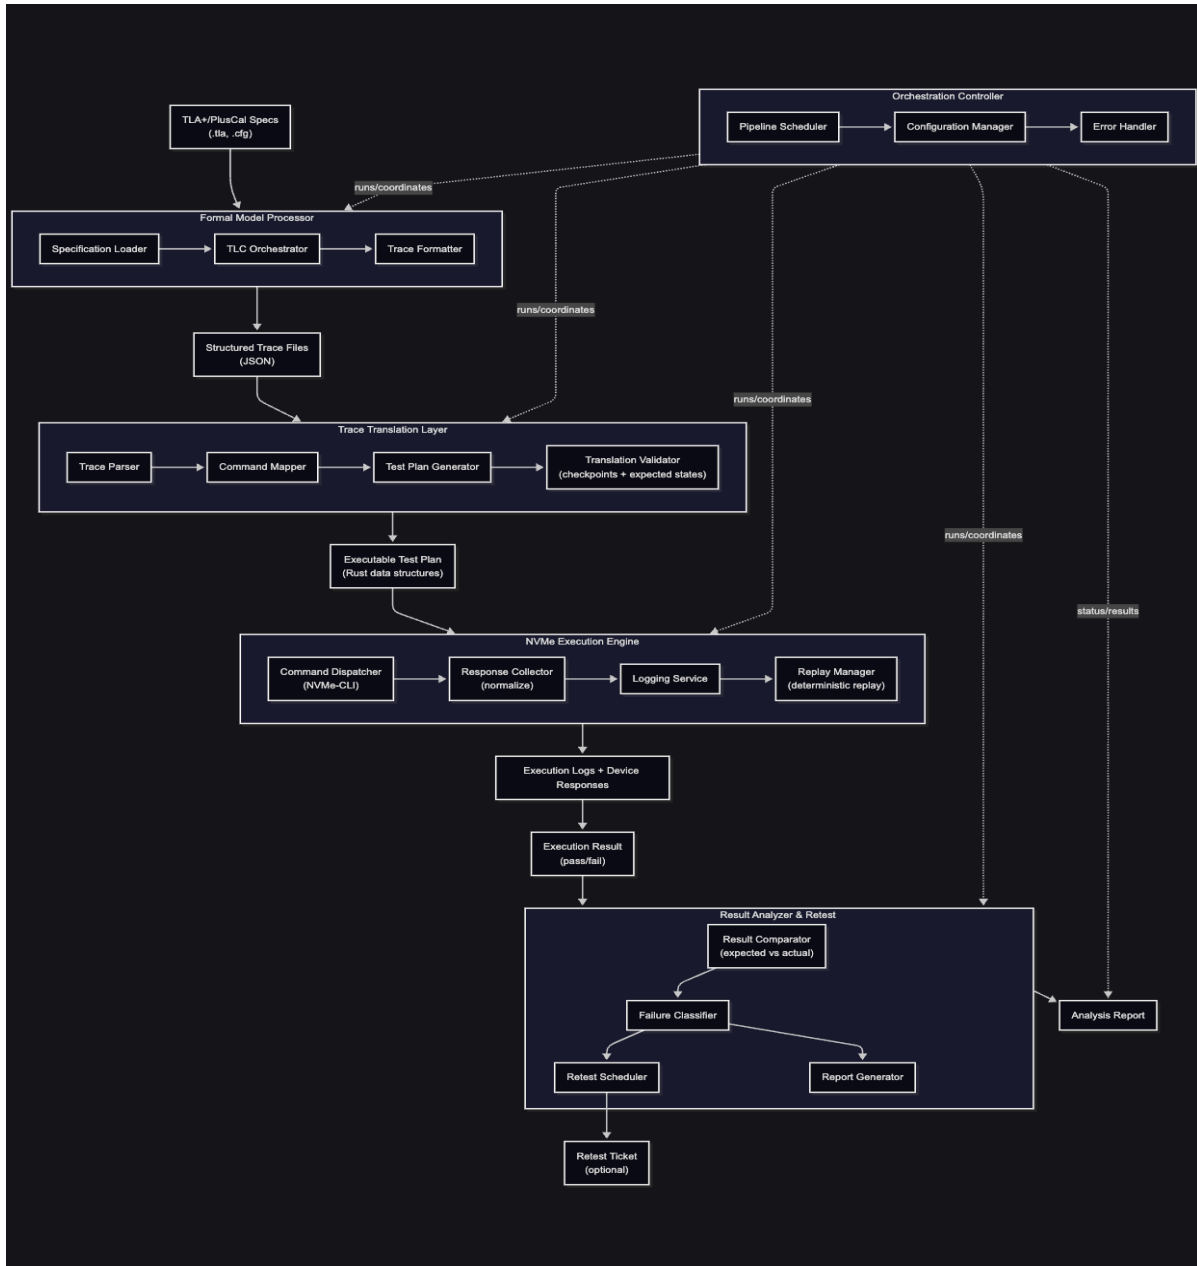 Orchestration Controller
TLA+/PlusCal Specs
(.tla, .cfg)
Pipeline Scheduler
Configuration Manager
Error Handler
runs/coordinates
Formal Model Processor
Specification Loader
TLC Orchestrator
Trace Formatter
runs/coordinates
Structured Trace Files
(JSON)
runs/coordinates
Trace Translation Layer
Trace Parser
Command Mapper
Test Plan Generator
Translation Validator
(checkpoints + expected states)
runs/coordinates
Executable Test Plan
(Rust data structures)
status/results
NVMe Execution Engine
Command Dispatcher
(NVMe-CLI)
Response Collector
(normalize)
Logging Service
Replay Manager
(deterministic replay)
Execution Logs + Device
Responses
Execution Result
(pass/fail)
Result Analyzer & Retest
Result Comparator
(expected vs actual)
Failure Classifier
Analysis Report
Retest Scheduler
Report Generator
Retest Ticket
(optional)